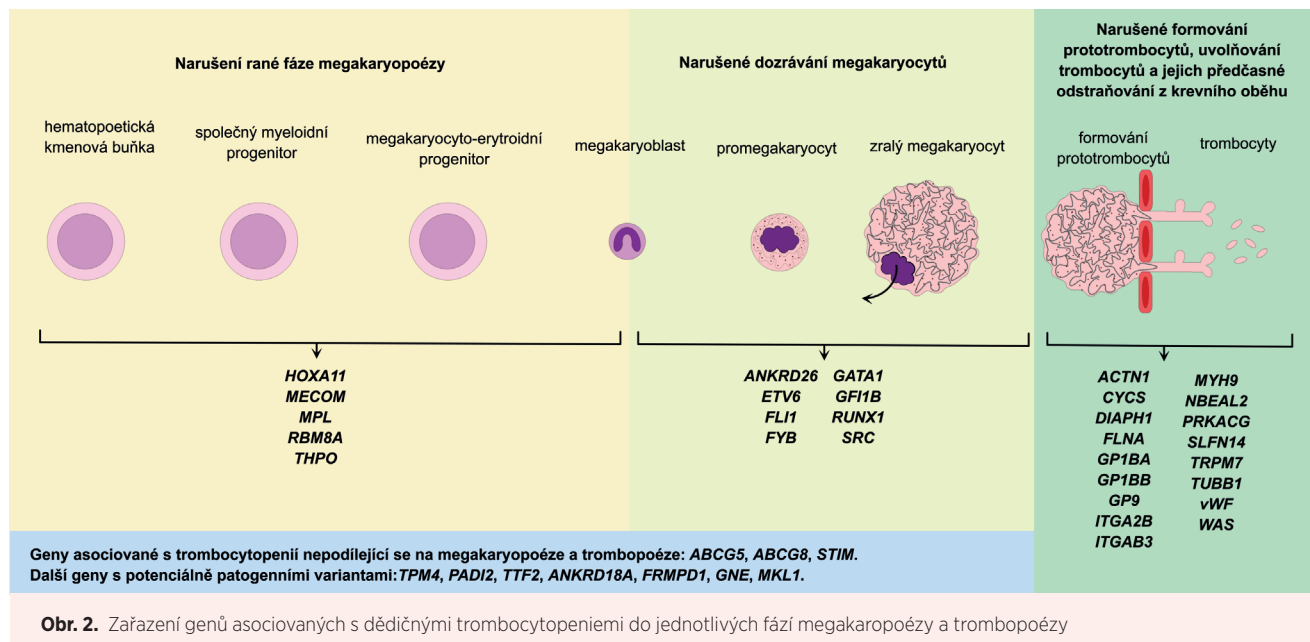 Narušení rané fáze megakaryopoézy
hematopoetická
kmenová buňka
společný myeloidní
progenitor
megakaryocyto-erytroidní
progenitor
Narušené dozrávání megakaryocytů
megakaryoblast
promegakaryocyt
zralý megakaryocyt
Narušené formování
prototrombocytů, uvolňování
trombocytů a jejich předčasné
odstraňování z krevního oběhu
formování
prototrombocytů
trombocyty
HOXA11
MECOM
MPL
RBM8A
THPO
ANKRD26
ETV6
FLI1
FYB
GATA1
GFI1B
RUNX1
SRC
ACTN1
CYCS
DIAPH1
FLNA
GP1BA
GP1BB
GP9
ITGA2B
ITGAB3
MYH9
NBEAL2
PRKACG
SLFN14
TRPM7
TUBB1
vWF
WAS
Geny asociované s trombocytopenií nepodílející se na megakaryopoéze a trombopoéze: ABCG5, ABCG8, STIM.
Další geny s potenciálně patogenními variantami:TPM4, PADI2, TTF2, ANKRD18A, FRMPD1, GNE, MKL1.
Obr. 2. Zařazení genů asociovaných s dědičnými trombocytopeniemi do jednotlivých fází megakaropoézy a trombopoézy